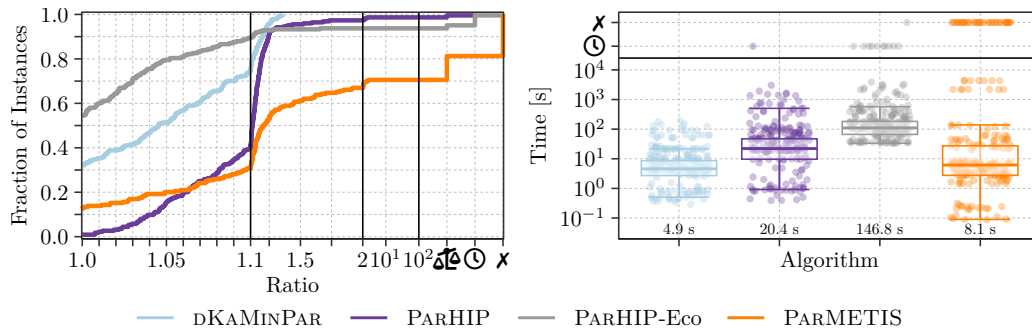 Fraction of Instances
1.0
0.8
0.6
0.4
0.2
0.0
1.0 1.05 1.1 1.5 2 10¹ 10² ✗
Ratio
Time [s]
✗
10⁴
10³
10²
10¹
10⁰
10⁻¹
4.9 s 20.4 s 146.8 s 8.1 s
Algorithm
DKAMINPAR PARHIP PARHIP-ECO PARMETIS